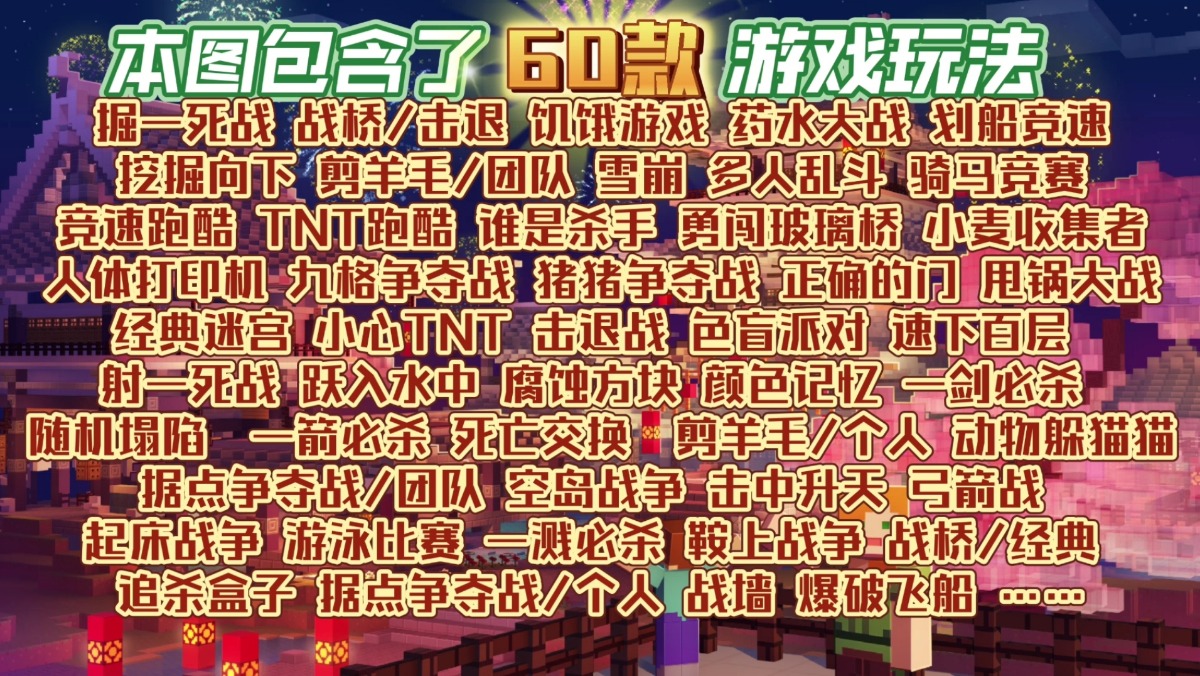 本图包含了 60款 游戏玩法
掘一死战 战桥/击退 饥饿游戏 药水大战 划船竞速
挖掘向下 剪羊毛/团队 雪崩 多人乱斗 骑马竞赛
竞速跑酷 TNT跑酷 谁是杀手 勇闯玻璃桥 小麦收集者
人体打印机 九格争夺战 猪猪争夺战 正确的门 甩锅大战
经典迷宫 小心TNT 击退战 色盲派对 速下百层
射一死战 跃入水中 腐蚀方块 颜色记忆 一剑必杀
随机塌陷 一箭必杀 死亡交换 剪羊毛/个人 动物躲猫猫
据点争夺战/团队 空岛战争 击中升天 弓箭战
起床战争 游泳比赛 一溅必杀 鞍上战争 战桥/经典
追杀盒子 据点争夺战/个人 战墙 爆破飞船 ……